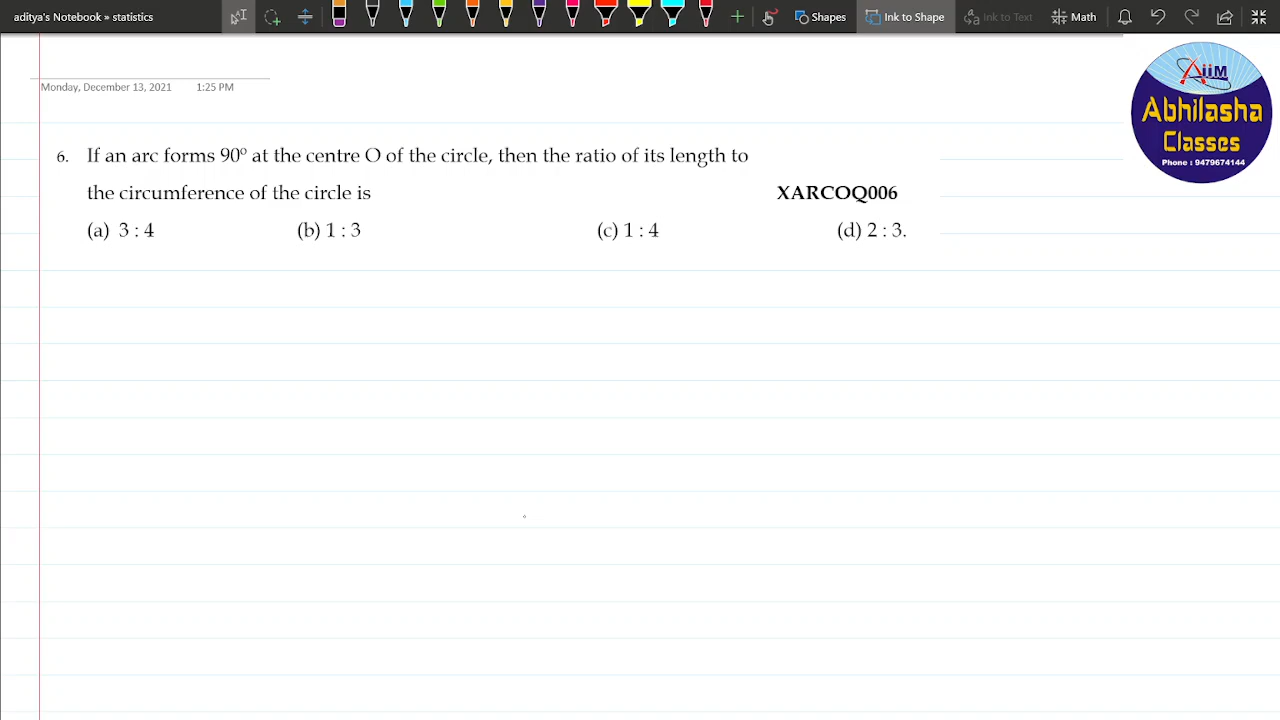 aditya's Notebook » statistics
Shapes
Ink to Shape
Ink to Text
Math
Monday, December 13, 2021 1:25 PM
AiiM
Abhilasha
Classes
Phone : 9479674144
6. If an arc forms 90º at the centre O of the circle, then the ratio of its length to
the circumference of the circle is XARCOQ006
(a) 3 : 4 (b) 1 : 3 (c) 1 : 4 (d) 2 : 3.